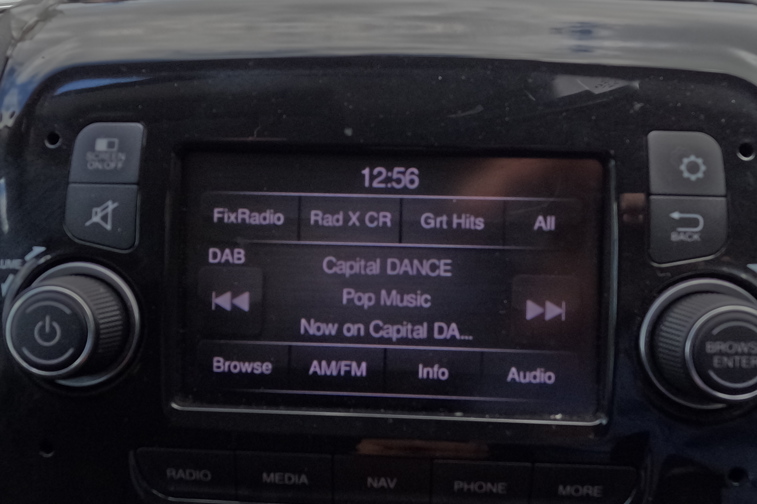 12:56
SCREEN
ON/OFF
FixRadio Rad X CR Grt Hits All
DAB
Capital DANCE
BACK
Pop Music
Now on Capital DA...
BROWS
ENTER
Browse AM/FM Info Audio
RADIO MEDIA NAV PHONE MORE